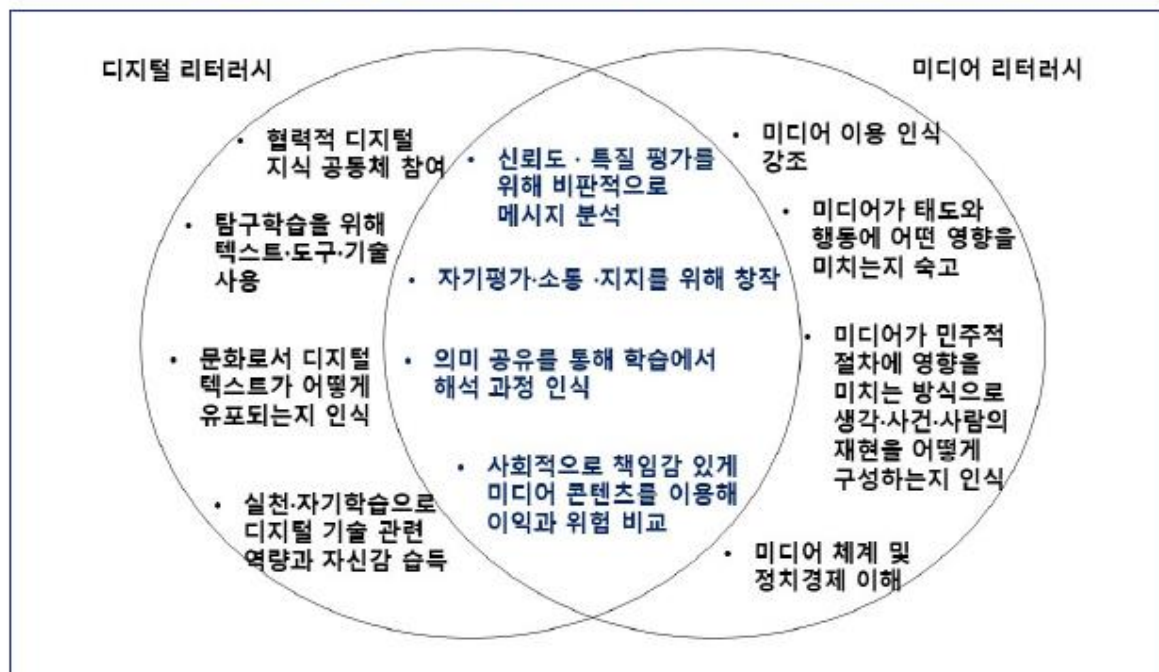 디지털 리터러시
미디어 리터러시
• 협력적 디지털
지식 공동체 참여
• 탐구학습을 위해
텍스트·도구·기술
사용
• 문화로서 디지털
텍스트가 어떻게
유포되는지 인식
• 실천·자기학습으로
디지털 기술 관련
역량과 자신감 습득
• 신뢰도 · 특질 평가를
위해 비판적으로
메시지 분석
• 자기평가·소통 ·지지를 위해 창작
• 의미 공유를 통해 학습에서
해석 과정 인식
• 사회적으로 책임감 있게
미디어 콘텐츠를 이용해
이익과 위험 비교
• 미디어 이용 인식
강조
• 미디어가 태도와
행동에 어떤 영향을
미치는지 숙고
• 미디어가 민주적
절차에 영향을
미치는 방식으로
생각·사건·사람의
재현을 어떻게
구성하는지 인식
• 미디어 체계 및
정치경제 이해